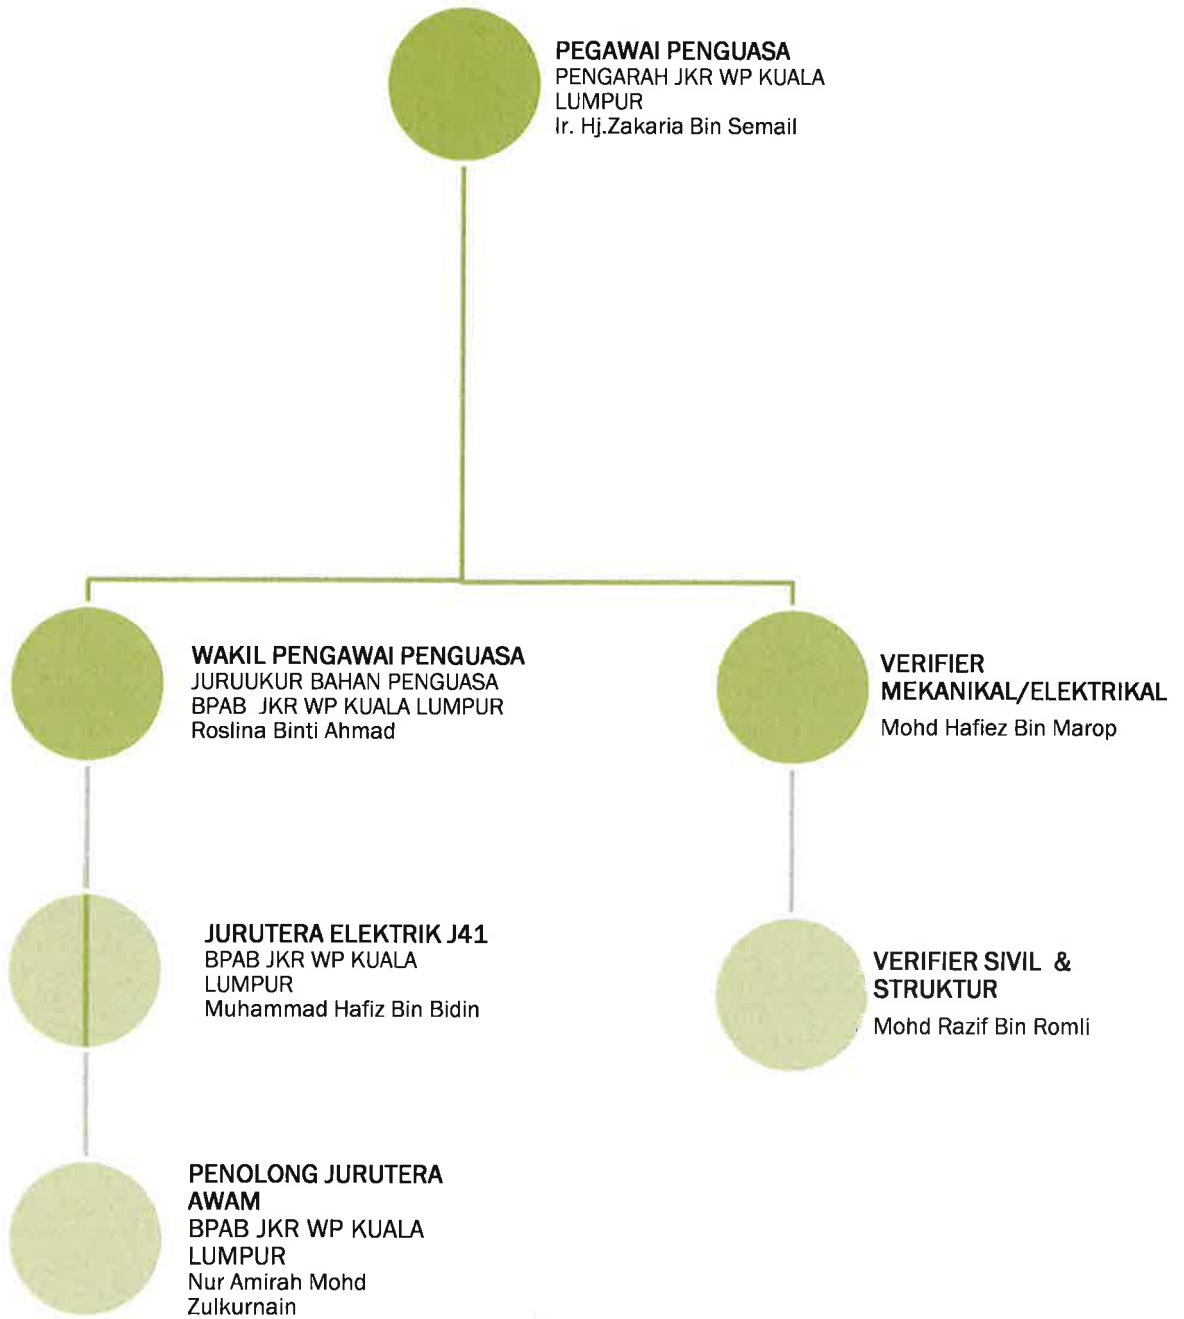 PEGAWAI PENGUASA
PENGARAH JKR WP KUALA
LUMPUR
Ir. Hj.Zakaria Bin Semail
WAKIL PENGAWAI PENGUASA
JURUUKUR BAHAN PENGUASA
BPAB JKR WP KUALA LUMPUR
Roslina Binti Ahmad
VERIFIER
MEKANIKAL/ELEKTRIKAL
Mohd Hafiez Bin Marop
JURUTERA ELEKTRIK J41
BPAB JKR WP KUALA
LUMPUR
Muhammad Hafiz Bin Bidin
VERIFIER SIVIL &
STRUKTUR
Mohd Razif Bin Romli
PENOLONG JURUTERA
AWAM
BPAB JKR WP KUALA
LUMPUR
Nur Amirah Mohd
Zulkurnain